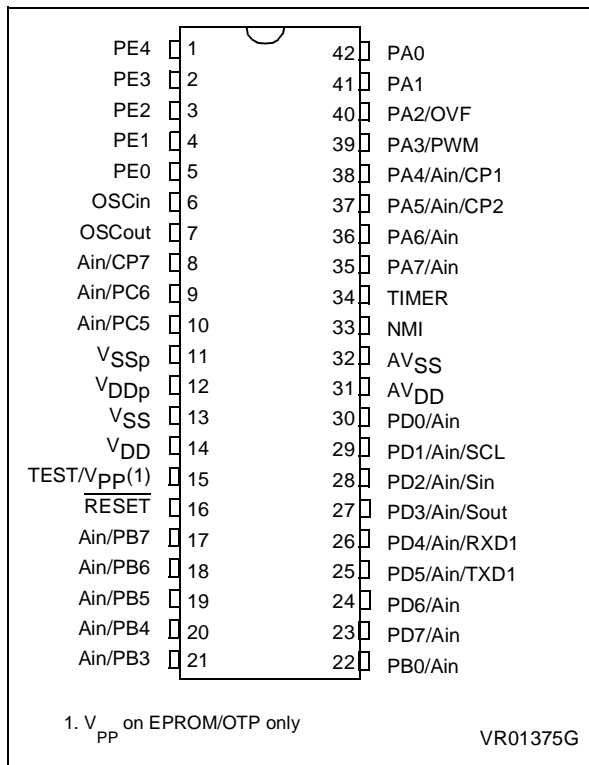 PE4 1 42 PA0
PE3 2 41 PA1
PE2 3 40 PA2/OVF
PE1 4 39 PA3/PWM
PE0 5 38 PA4/Ain/CP1
OSCin 6 37 PA5/Ain/CP2
OSCout 7 36 PA6/Ain
Ain/CP7 8 35 PA7/Ain
Ain/PC6 9 34 TIMER
Ain/PC5 10 33 NMI
VSSp 11 32 AVSS
VDDp 12 31 AVDD
VSS 13 30 PD0/Ain
VDD 14 29 PD1/Ain/SCL
TEST/VPP(1) 15 28 PD2/Ain/Sin
RESET 16 27 PD3/Ain/Sout
Ain/PB7 17 26 PD4/Ain/RXD1
Ain/PB6 18 25 PD5/Ain/TXD1
Ain/PB5 19 24 PD6/Ain
Ain/PB4 20 23 PD7/Ain
Ain/PB3 21 22 PB0/Ain
1. VPP on EPROM/OTP only
VR01375G